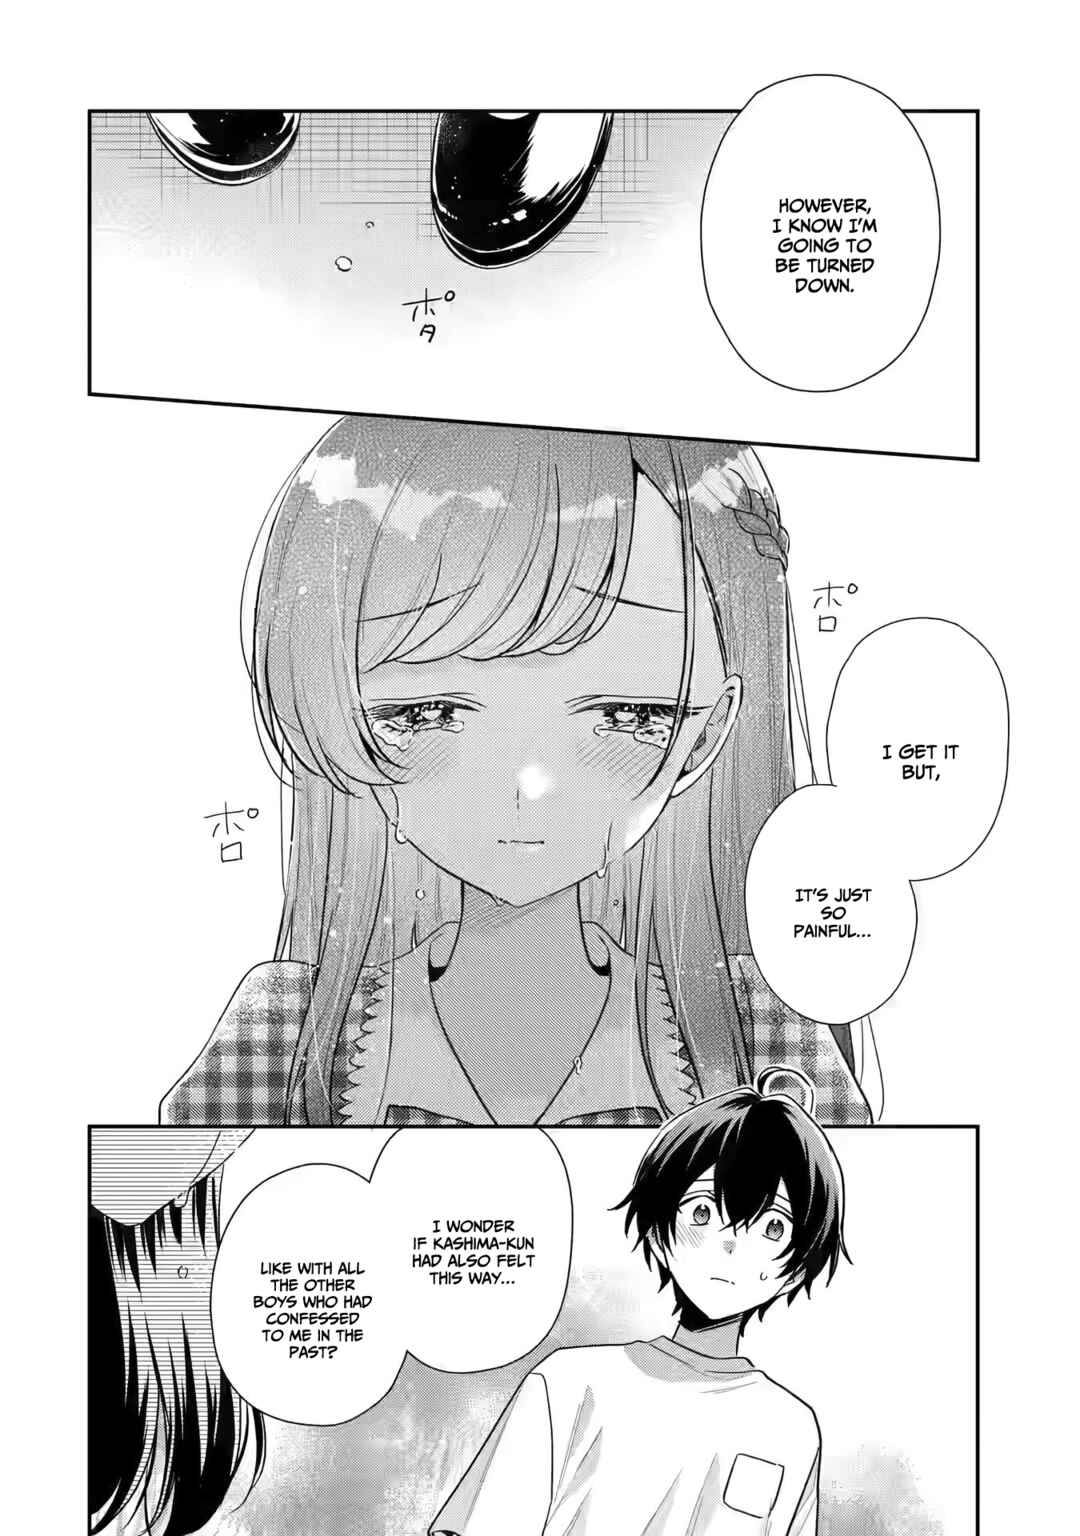 HOWEVER,
I KNOW I'M
GOING TO
BE TURNED
DOWN.
ポタ
ポロ
I GET IT
BUT,
IT'S JUST
SO
PAINFUL...
ポロ
I WONDER
IF KASHIMA-KUN
HAD ALSO FELT
THIS WAY...
LIKE WITH ALL
THE OTHER
BOYS WHO HAD
CONFESSED
TO ME IN THE
PAST?